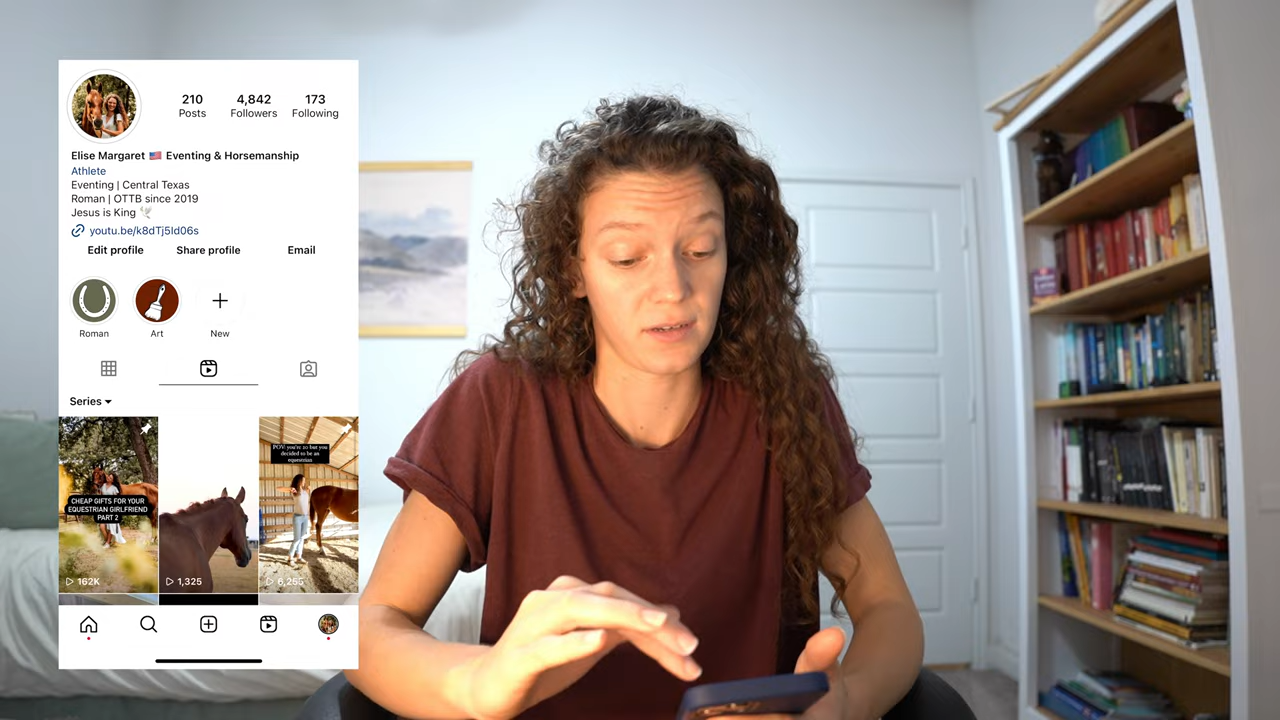 210
4,842
173
Posts
Followers
Following
Elise Margaret 🇺🇸 Eventing & Horsemanship
Athlete
Eventing | Central Texas
Roman | OTTB since 2019
Jesus is King 🕊️
youtu.be/k8dTj5Id06s
Edit profile
Share profile
Email
Roman
Art
New
Series
CHEAP GIFTS FOR YOUR
EQUESTRIAN GIRLFRIEND
PART 2
POV: you're 20 but you
decided to be an
equestrian
162K
1,325
6,255